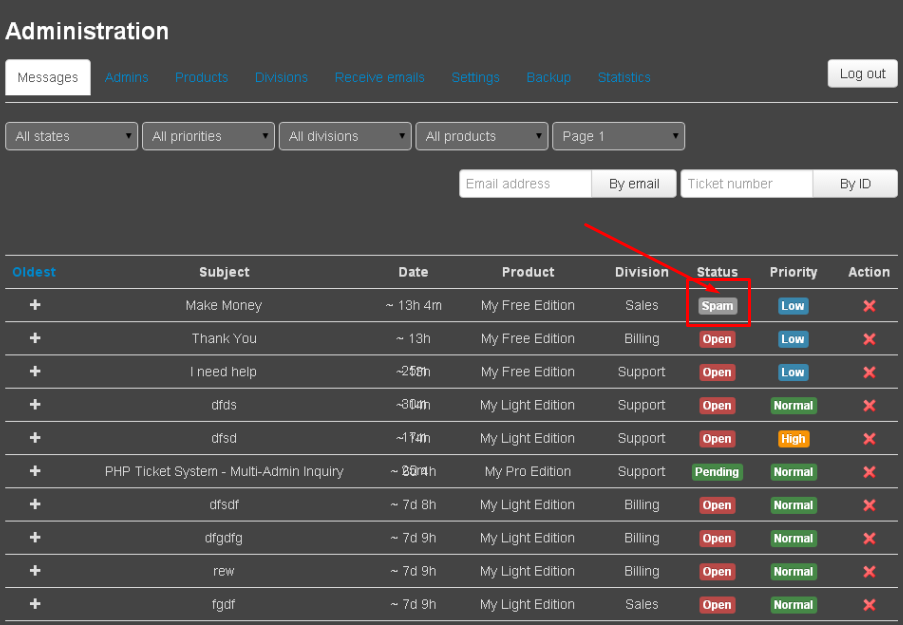 Administration
Messages Admins Products Divisions Receive emails Settings Backup Statistics Log out
All states All priorities All divisions All products Page 1
Email address By email Ticket number By ID
Oldest Subject Date Product Division Status Priority Action
Make Money ~ 13h 4m My Free Edition Sales Spam Low
Thank You ~ 13h My Free Edition Billing Open Low
I need help My Free Edition Support Open Low
dfds My Light Edition Support Open Normal
dfsd My Light Edition Support Open High
PHP Ticket System - Multi-Admin Inquiry My Pro Edition Support Pending Normal
dfsdf ~ 7d 8h My Light Edition Billing Open Normal
dfgdfg ~ 7d 9h My Light Edition Billing Open Normal
rew ~ 7d 9h My Light Edition Billing Open Normal
fgdf ~ 7d 9h My Light Edition Sales Open Normal